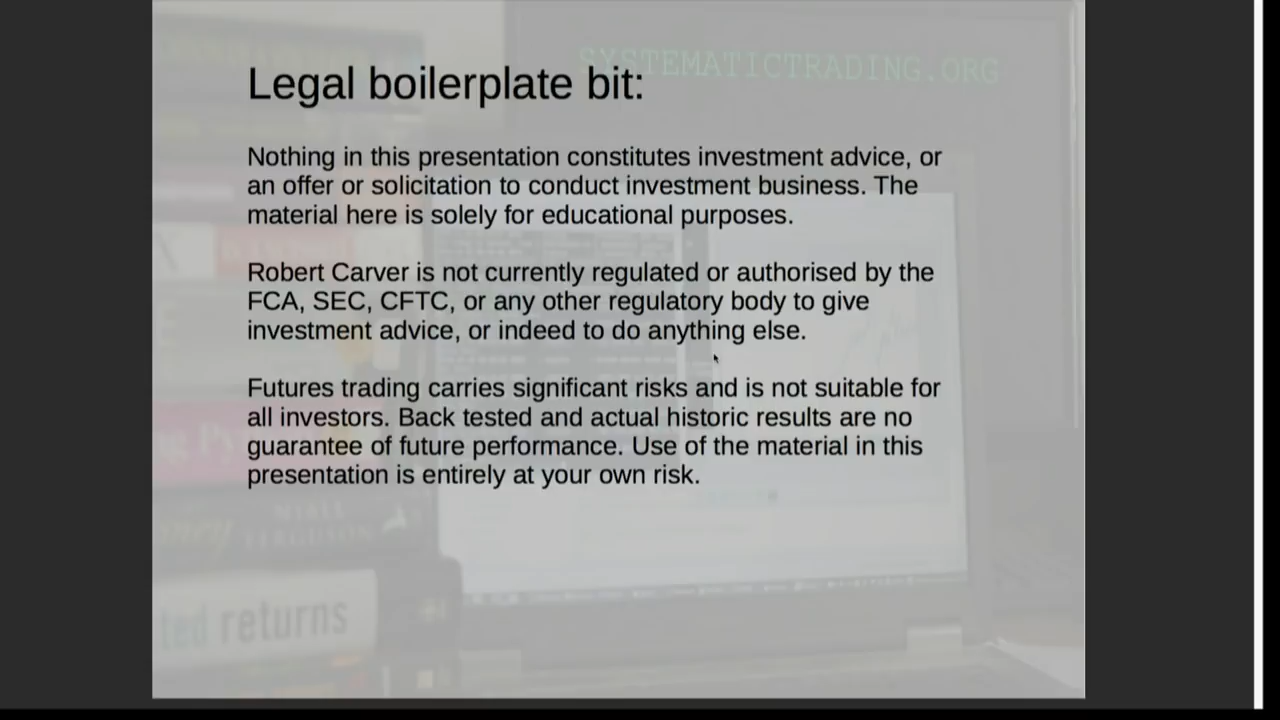 SYSTEMATICTRADING.ORG
Legal boilerplate bit:
Nothing in this presentation constitutes investment advice, or
an offer or solicitation to conduct investment business. The
material here is solely for educational purposes.
Robert Carver is not currently regulated or authorised by the
FCA, SEC, CFTC, or any other regulatory body to give
investment advice, or indeed to do anything else.
Futures trading carries significant risks and is not suitable for
all investors. Back tested and actual historic results are no
guarantee of future performance. Use of the material in this
presentation is entirely at your own risk.
NIALL
FERGUSON
returns